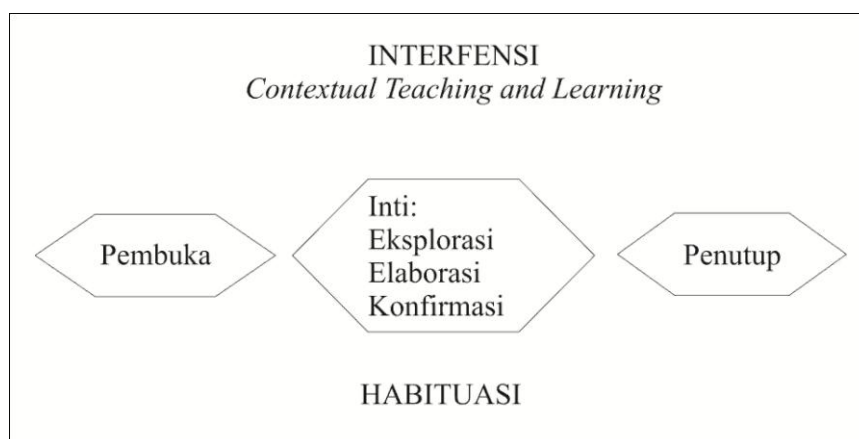 INTERFENSI
Contextual Teaching and Learning
Pembuka
Inti:
Eksplorasi
Elaborasi
Konfirmasi
Penutup
HABITUASI